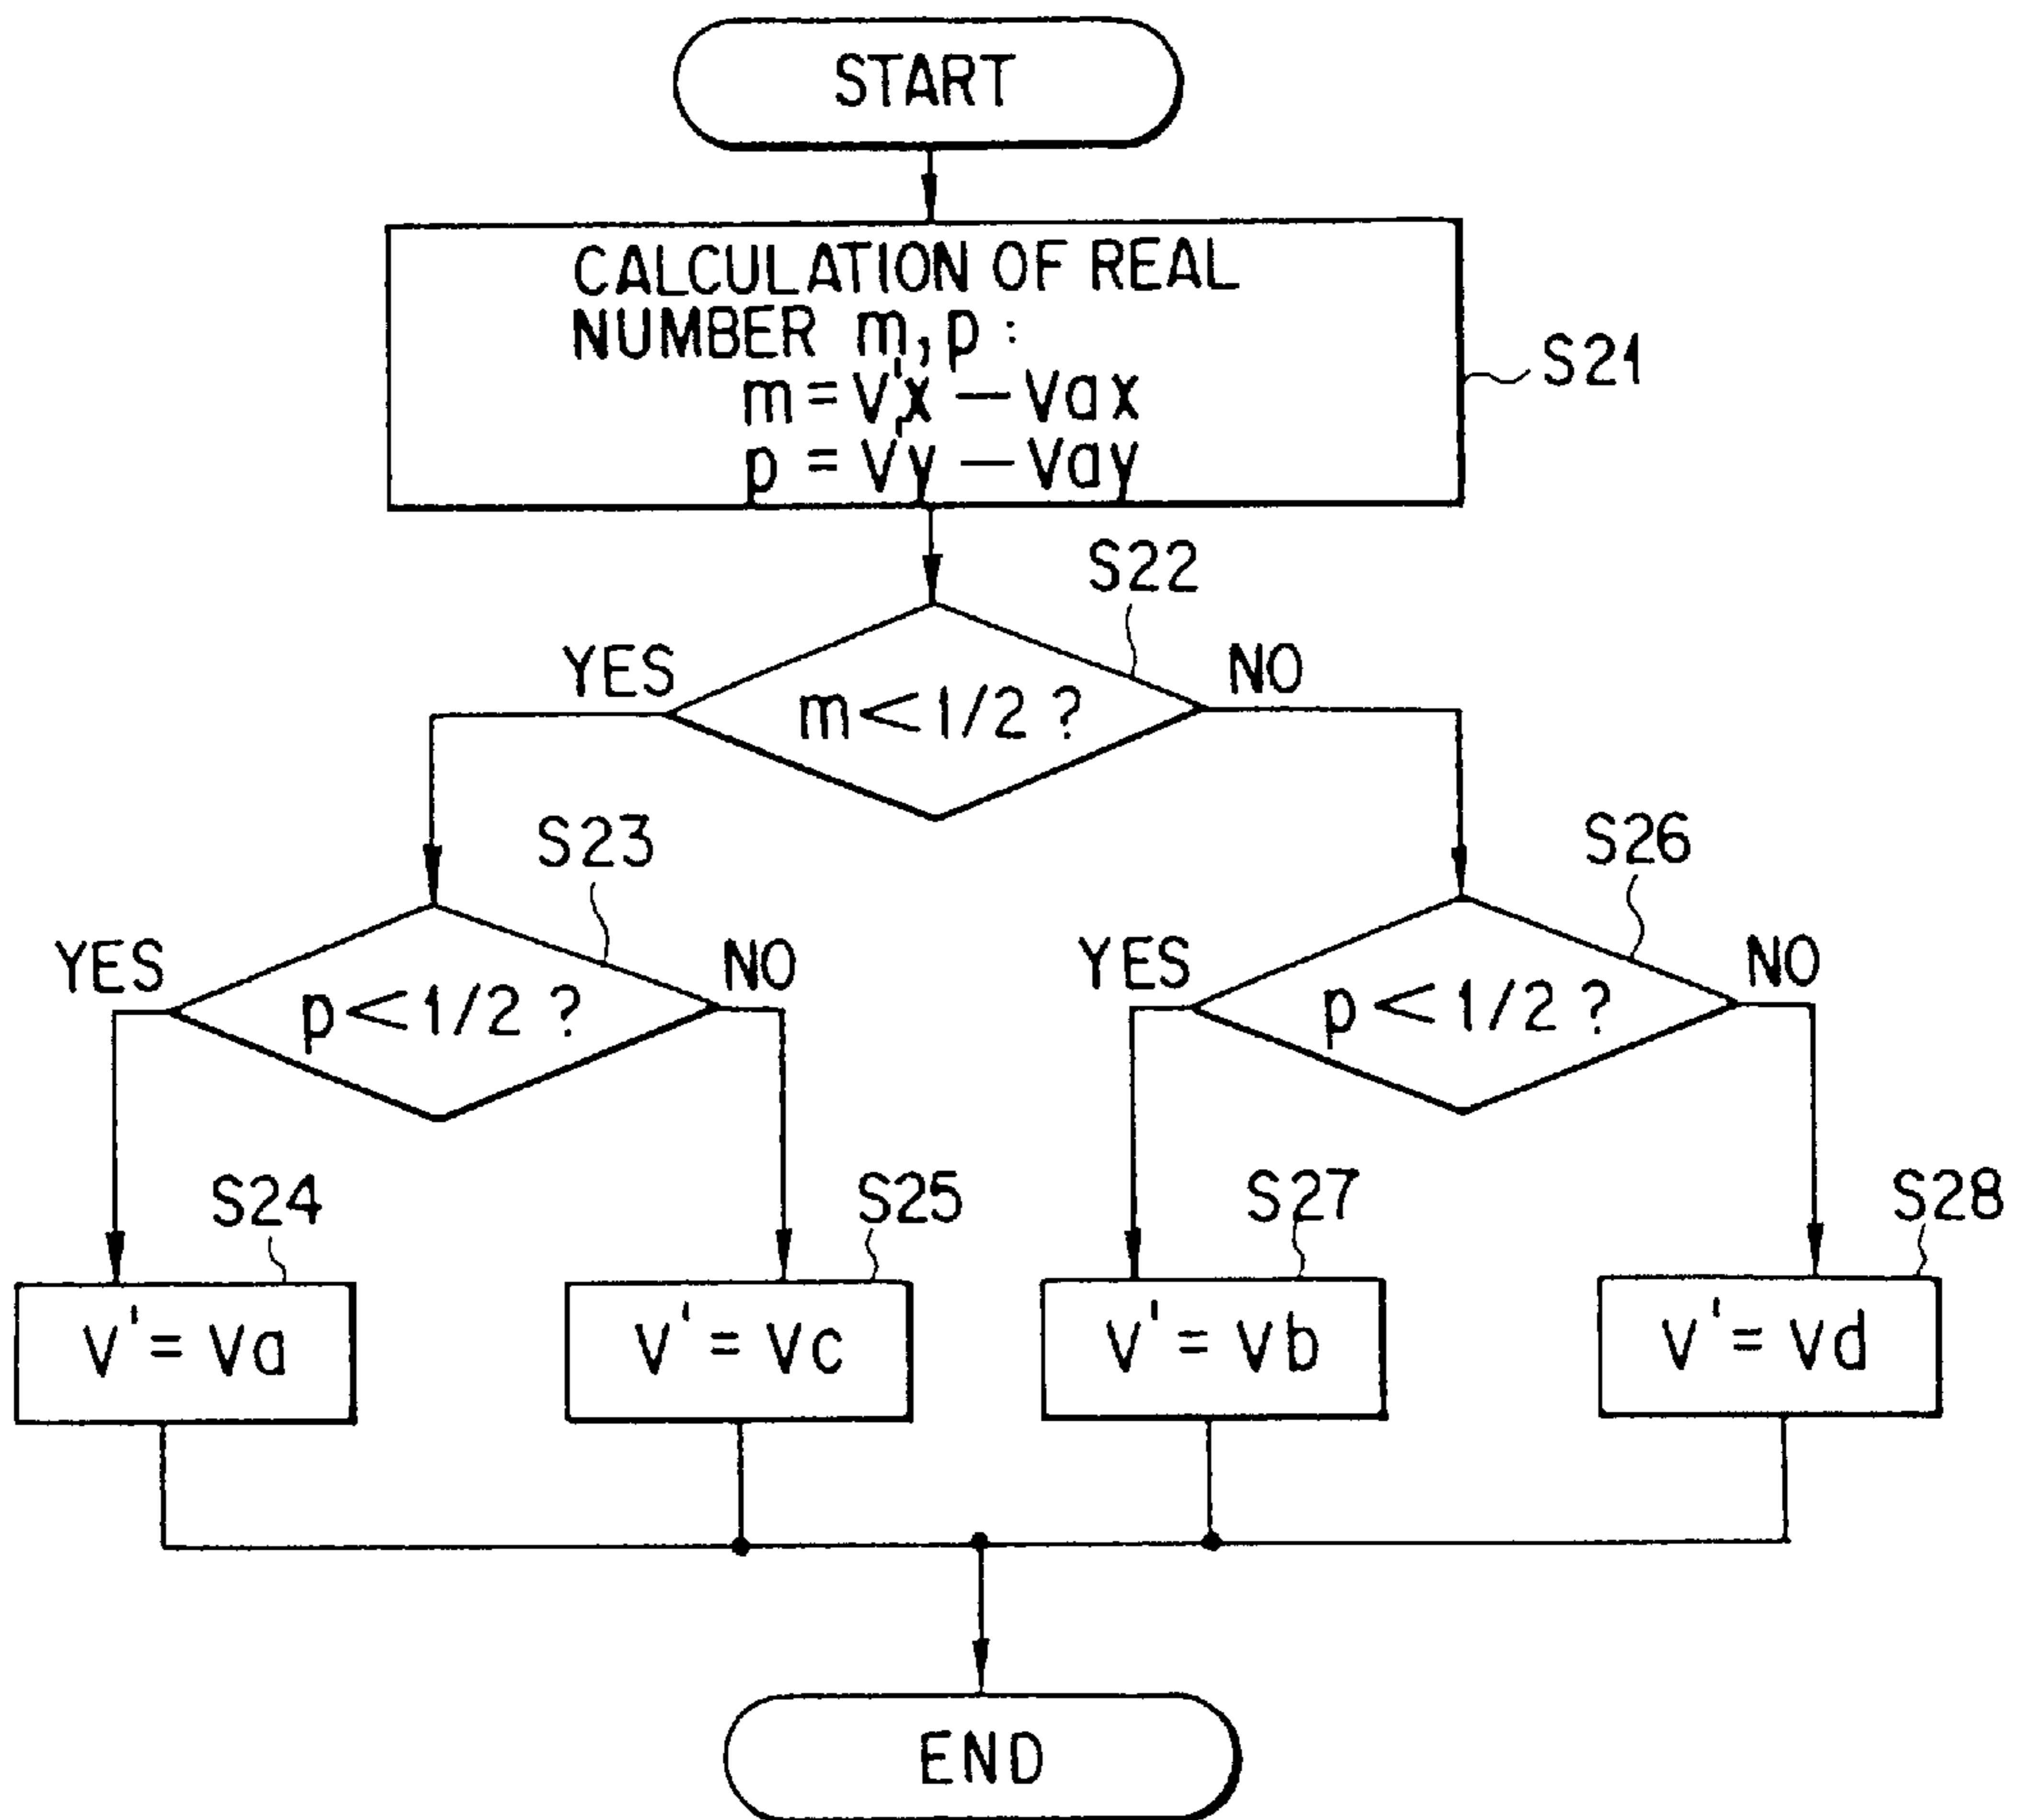 START
CALCULATION OF REAL
NUMBER m,p :
m = V'x — Vax
p = V'y — Vay
S21
S22
YES
NO
m < 1/2 ?
S23
S26
YES
NO
YES
NO
p < 1/2 ?
p < 1/2 ?
S24
S25
S27
S28
V' = Va
V' = Vc
V' = Vb
V' = Vd
END